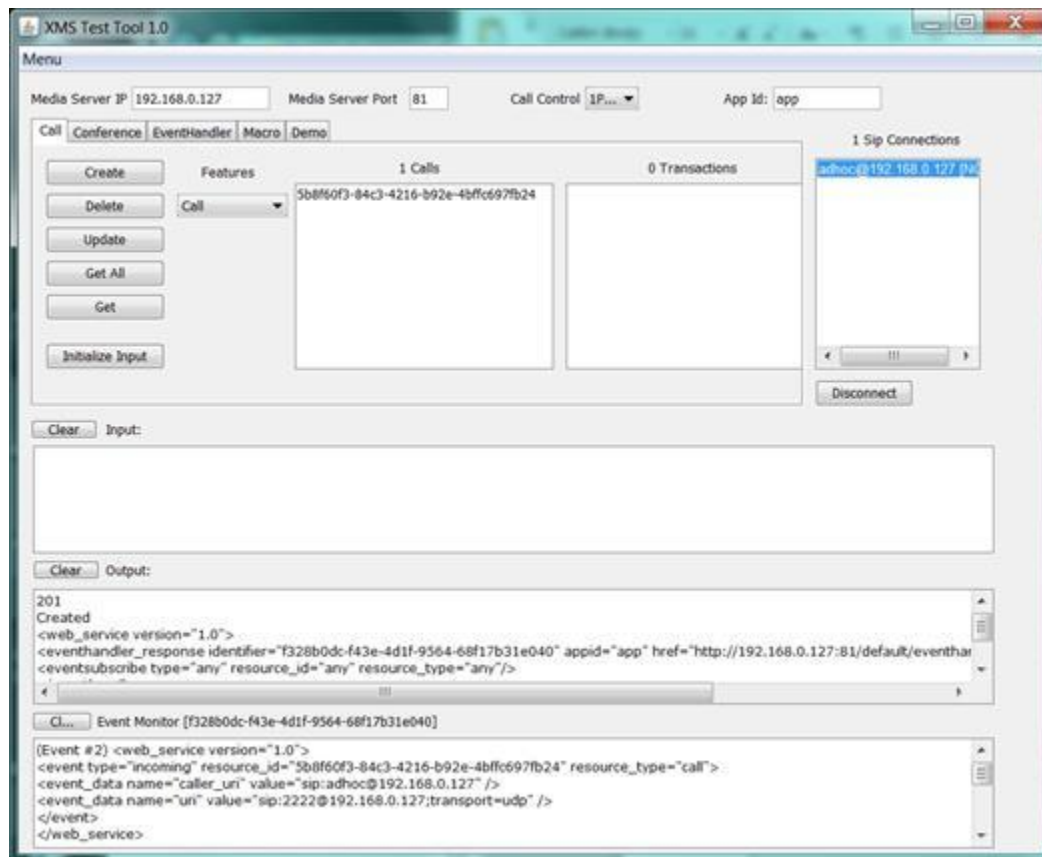 XMS Test Tool 1.0
Menu
Media Server IP 192.168.0.127 Media Server Port 81 Call Control 1P... App Id: app
Call Conference EventHandler Macro Demo
1 Sip Connections
Create Features 1 Calls 0 Transactions
adhoc@192.168.0.127 [NO
Delete Call 5b8f60f3-84c3-4216-b92e-4bffc697fb24
Update
Get All
Get
Initialize Input
Disconnect
Clear Input:
Clear Output:
201
Created
<web_service version="1.0">
<eventhandler_response identifier="f328b0dc-f43e-4d1f-9564-68f17b31e040" appid="app" href="http://192.168.0.127:81/default/eventhar
<eventsubscribe type="any" resource_id="any" resource_type="any"/>
Cl... Event Monitor [f328b0dc-f43e-4d1f-9564-68f17b31e040]
(Event #2) <web_service version="1.0">
<event type="incoming" resource_id="5b8f60f3-84c3-4216-b92e-4bffc697fb24" resource_type="call">
<event_data name="caller_uri" value="sip:adhoc@192.168.0.127" />
<event_data name="uri" value="sip:2222@192.168.0.127;transport=udp" />
</event>
</web_service>